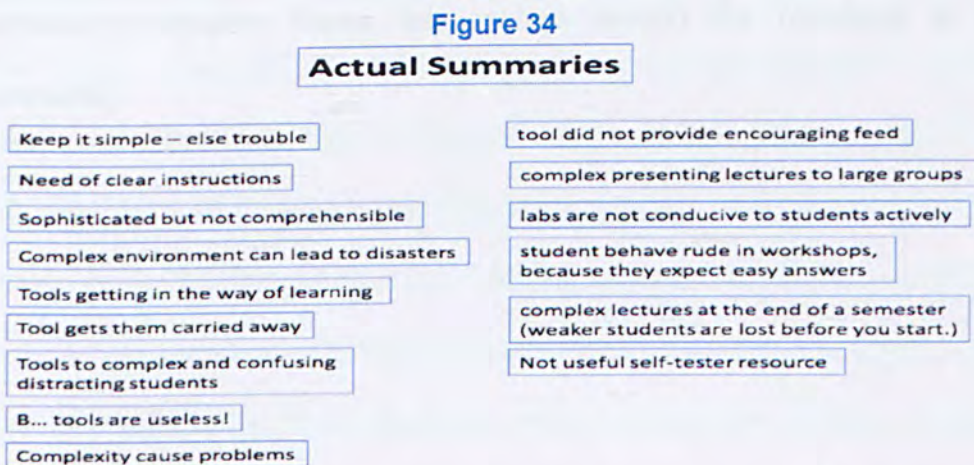 Figure 34
Actual Summaries
Keep it simple – else trouble
Need of clear instructions
Sophisticated but not comprehensible
Complex environment can lead to disasters
Tools getting in the way of learning
Tool gets them carried away
Tools to complex and confusing
distracting students
B... tools are useless!
Complexity cause problems
tool did not provide encouraging feed
complex presenting lectures to large groups
labs are not conducive to students actively
student behave rude in workshops,
because they expect easy answers
complex lectures at the end of a semester
(weaker students are lost before you start.)
Not useful self-tester resource